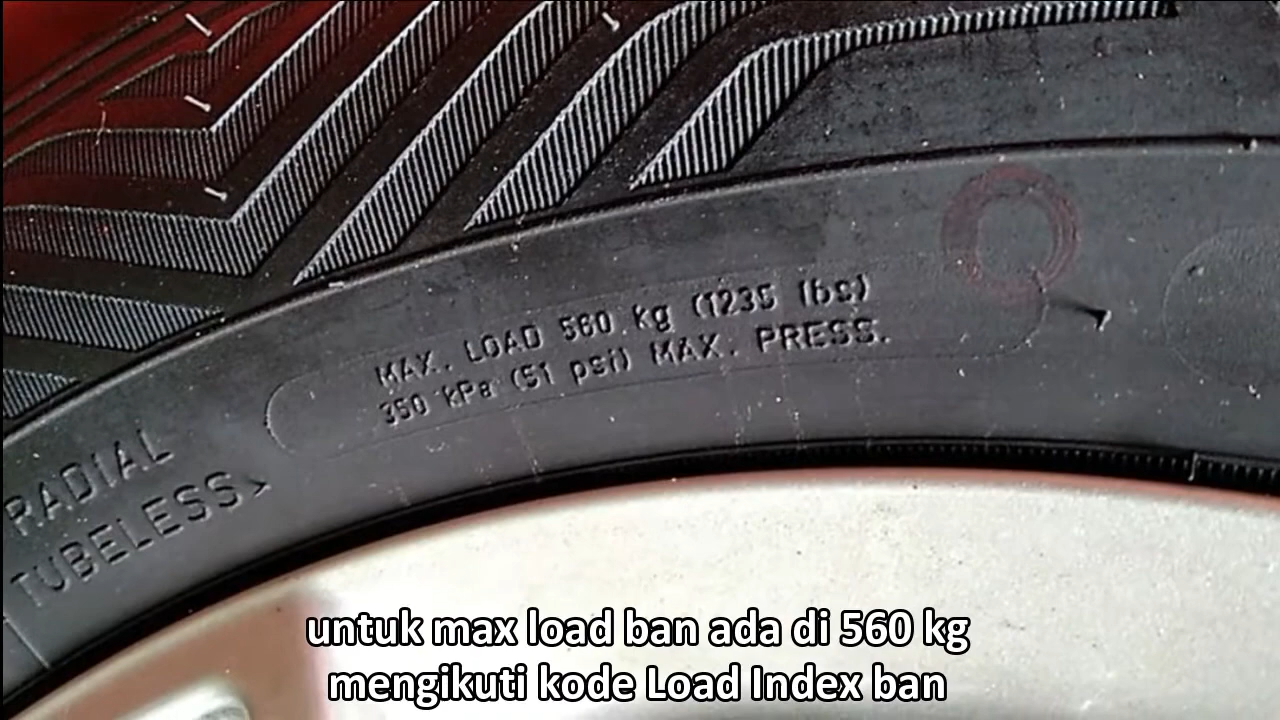 MAX. LOAD 560 kg (1235 lbs)
350 kPa (51 psi) MAX. PRESS.
RADIAL
TUBELESS
untuk max load ban ada di 560 kg
mengikuti kode Load Index ban